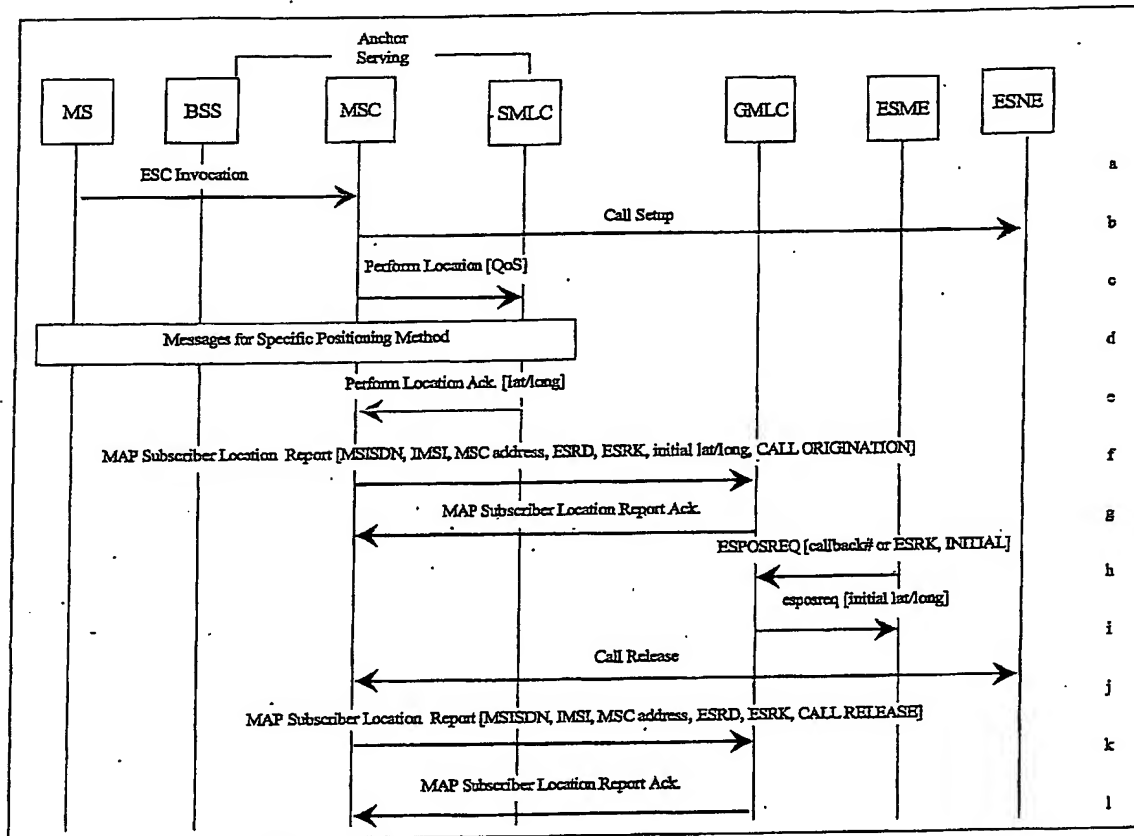 Anchor
Serving
MS
BSS
MSC
SMLC
GMLC
ESME
ESNE
a
ESC Invocation
Call Setup
b
Perform Location [QoS]
c
Messages for Specific Positioning Method
d
Perform Location Ack. [lat/long]
e
MAP Subscriber Location Report [MSISDN, IMSI, MSC address, ESRD, ESRK, initial lat/long, CALL ORIGINATION]
f
MAP Subscriber Location Report Ack.
g
ESPOSREQ [callback# or ESRK, INITIAL]
h
esposreq [initial lat/long]
i
Call Release
j
MAP Subscriber Location Report [MSISDN, IMSI, MSC address, ESRD, ESRK, CALL RELEASE]
k
MAP Subscriber Location Report Ack.
l